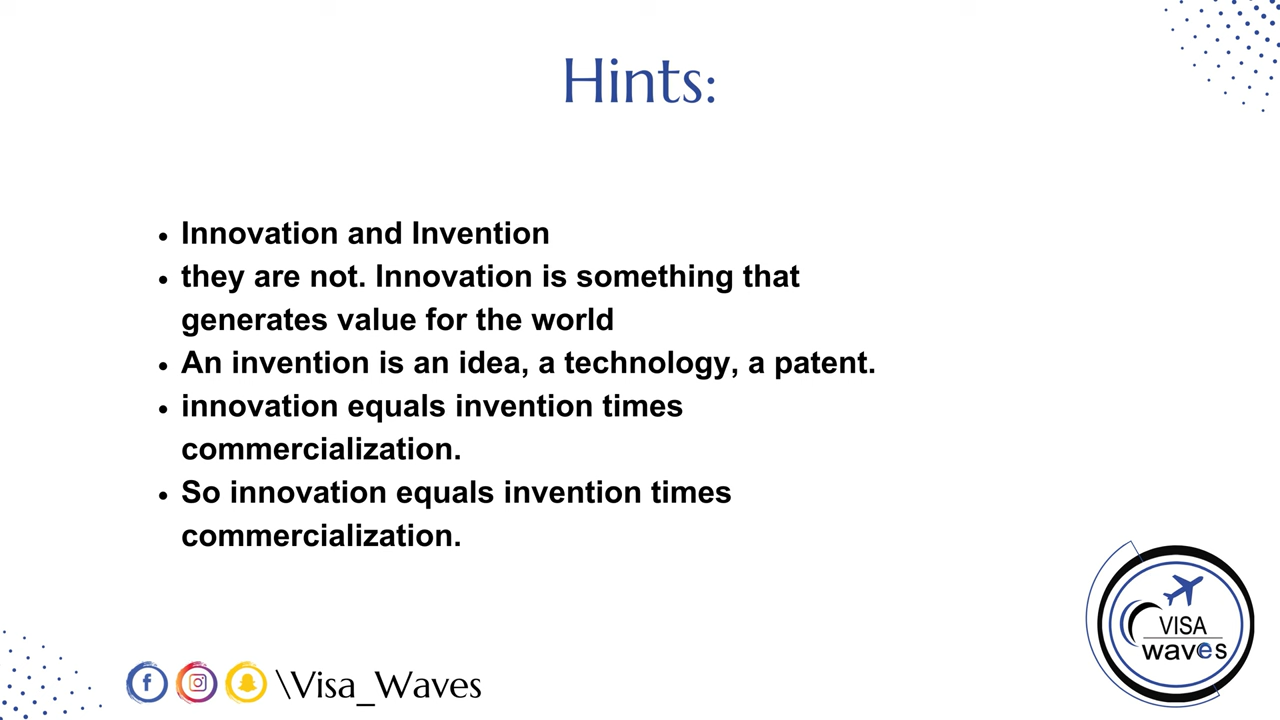 Hints:
• Innovation and Invention
• they are not. Innovation is something that
generates value for the world
• An invention is an idea, a technology, a patent.
• innovation equals invention times
commercialization.
• So innovation equals invention times
commercialization.
VISA
waves
\Visa_Waves